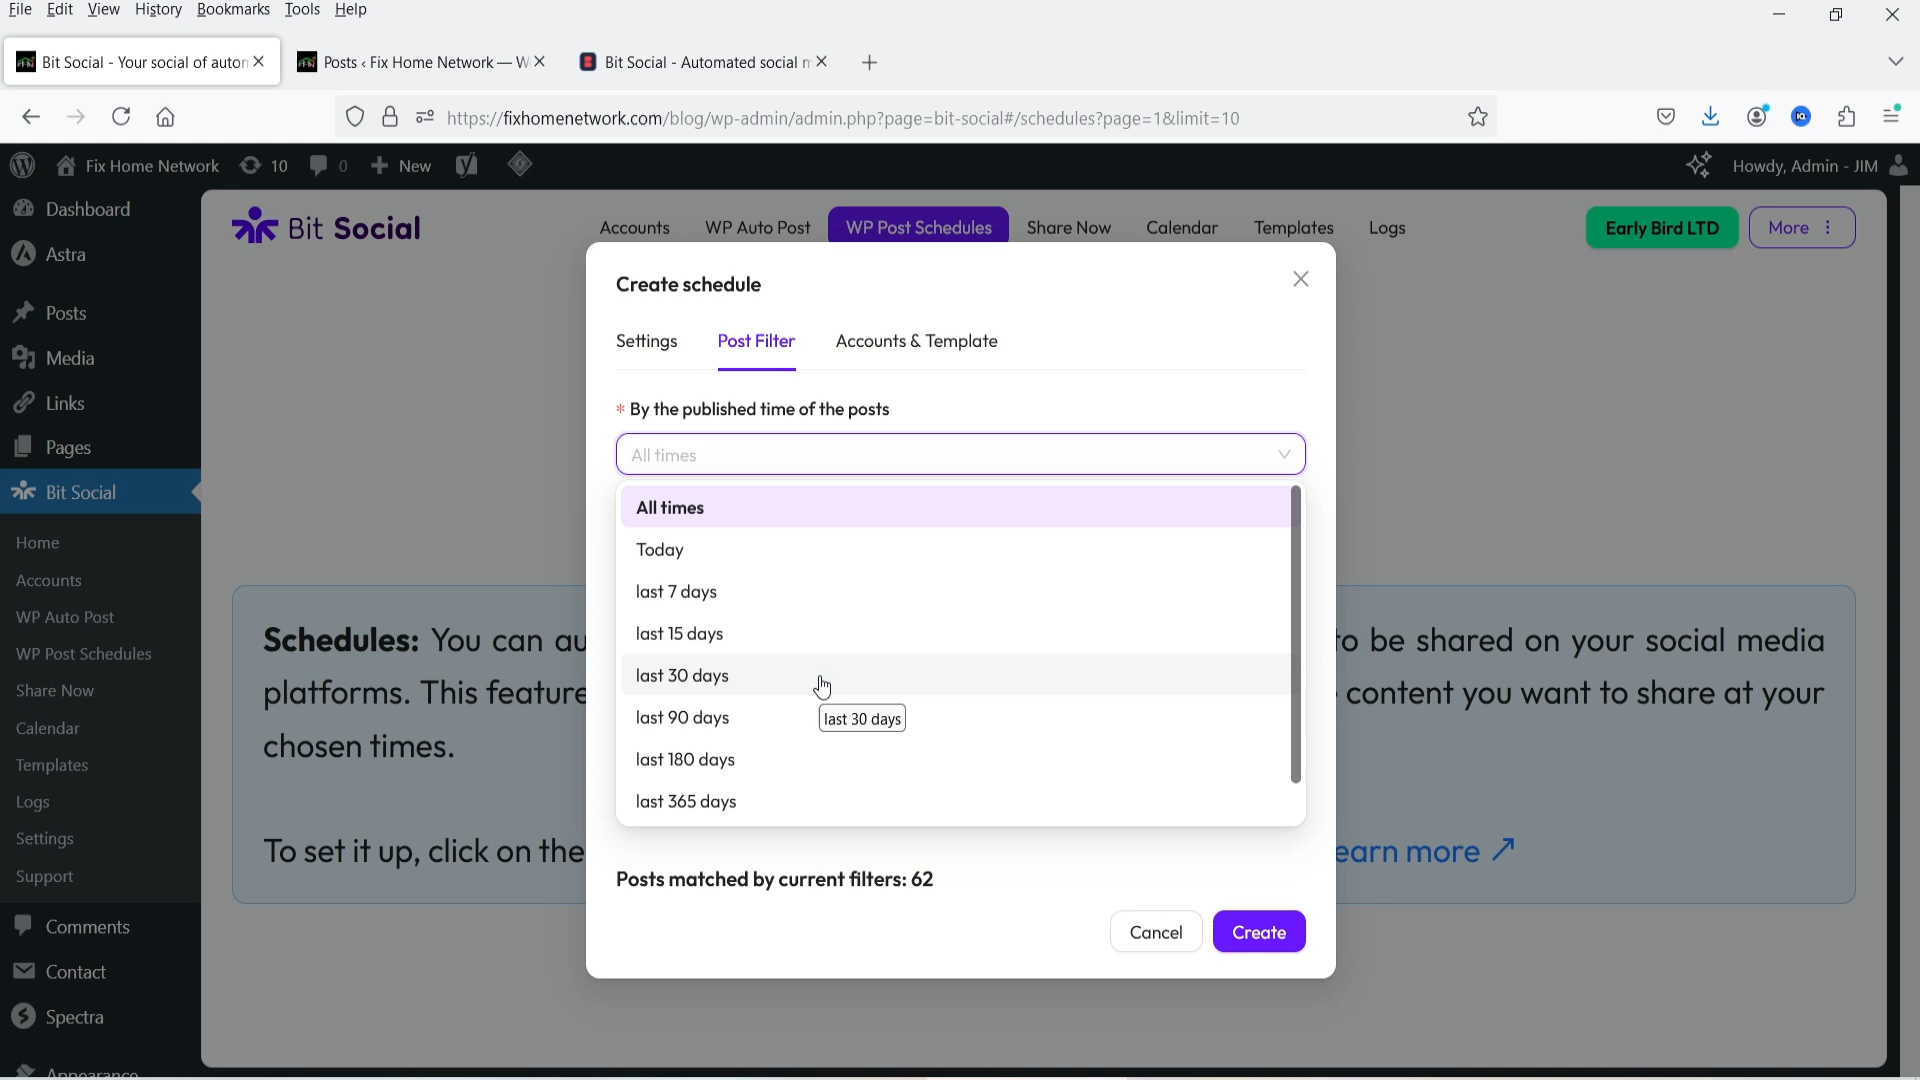 File Edit View History Bookmarks Tools Help
Bit Social - Your social of autor
Posts ‹ Fix Home Network — W
Bit Social - Automated social m
https://fixhomenetwork.com/blog/wp-admin/admin.php?page=bit-social#/schedules?page=1&limit=10
Fix Home Network 10 0 New Howdy, Admin - JIM
Dashboard
Astra
Posts
Media
Links
Pages
Bit Social
Home
Accounts
WP Auto Post
WP Post Schedules
Share Now
Calendar
Templates
Logs
Settings
Support
Comments
Contact
Spectra
Appearance
Bit Social
Accounts WP Auto Post WP Post Schedules Share Now Calendar Templates Logs
Early Bird LTD More
Create schedule
Settings Post Filter Accounts & Template
* By the published time of the posts
All times
All times
Today
last 7 days
last 15 days
last 30 days
last 30 days
last 90 days
last 180 days
last 365 days
Posts matched by current filters: 62
Cancel Create
Schedules: You can au to be shared on your social media
platforms. This feature content you want to share at your
chosen times.
To set it up, click on the earn more ↗